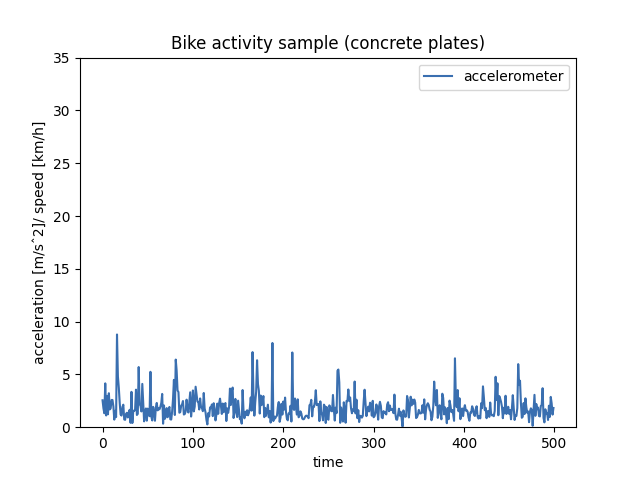 Bike activity sample (concrete plates)
accelerometer
acceleration [m/sˆ2]/ speed [km/h]
35
30
25
20
15
10
5
0
0 100 200 300 400 500
time